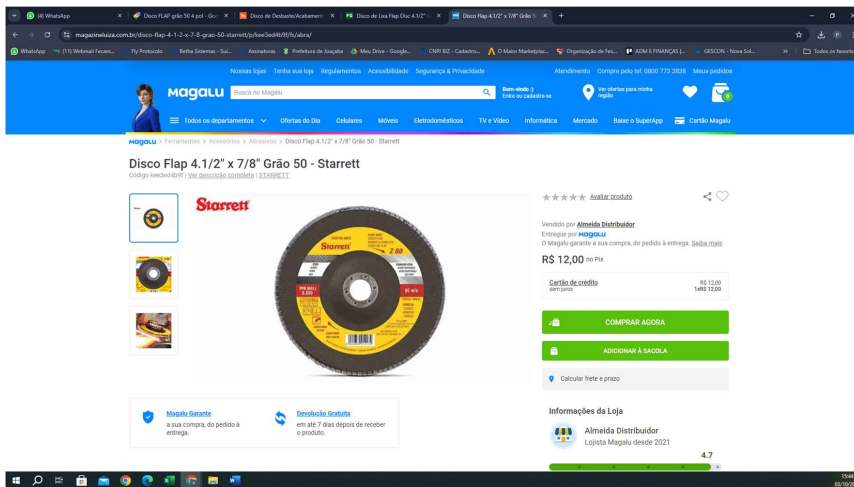 (4) WhatsApp
Disco FLAP grão 50 4 pol - Goo
Disco de Desbaste/Acabamento
Disco de Lixa Flap Disc 4.1/2"
Disco Flap 4.1/2" x 7/8" Grão 50
magazineluiza.com.br/disco-flap-4-1-2-x-7-8-grao-50-starrett/p/kee3ed4b9f/fs/abra/
WhatsApp
(11) Webmail Fecam...
Fly Protocolo
Betha Sistemas - Sui...
Assinaturas
Prefeitura de Joaçaba
Meu Drive - Google...
CNPJ BIZ - Cadastro...
O Maior Marketplac...
Organização de Fes...
ADM E FINANÇAS |...
GESCON - Nova Sol...
Todos os favoritos
Nossas lojas Tenha sua loja Regulamentos Acessibilidade Segurança & Privacidade
Atendimento Compre pelo tel: 0800 773 3838 Meus pedidos
Magalu
Busca no Magalu
Bem-vindo :)
Entre ou cadastre-se
Ver ofertas para minha
região
0
Todos os departamentos Ofertas do Dia Celulares Móveis Eletrodomésticos TV e Vídeo Informática Mercado Baixe o SuperApp Cartão Magalu
Magalu > Ferramentas > Acessórios > Abrasivos > Disco Flap 4.1/2" x 7/8" Grão 50 - Starrett
Disco Flap 4.1/2" x 7/8" Grão 50 - Starrett
Código kee3ed4b9f | Ver descrição completa | STARRETT
Starrett
Starrett
Z 80
RPM (MAX.)
80 m/s
Avaliar produto
Vendido por Almeida Distribuidor
Entregue por Magalu
O Magalu garante a sua compra, do pedido à entrega. Saiba mais
R$ 12,00 no Pix
Cartão de crédito
sem juros
R$ 12,00
1xR$ 12,00
COMPRAR AGORA
ADICIONAR À SACOLA
Calcular frete e prazo
Magalu Garante
a sua compra, do pedido à
entrega.
Devolução Gratuita
em até 7 dias depois de receber
o produto.
Informações da Loja
Almeida Distribuidor
Lojista Magalu desde 2021
4.7
15:44